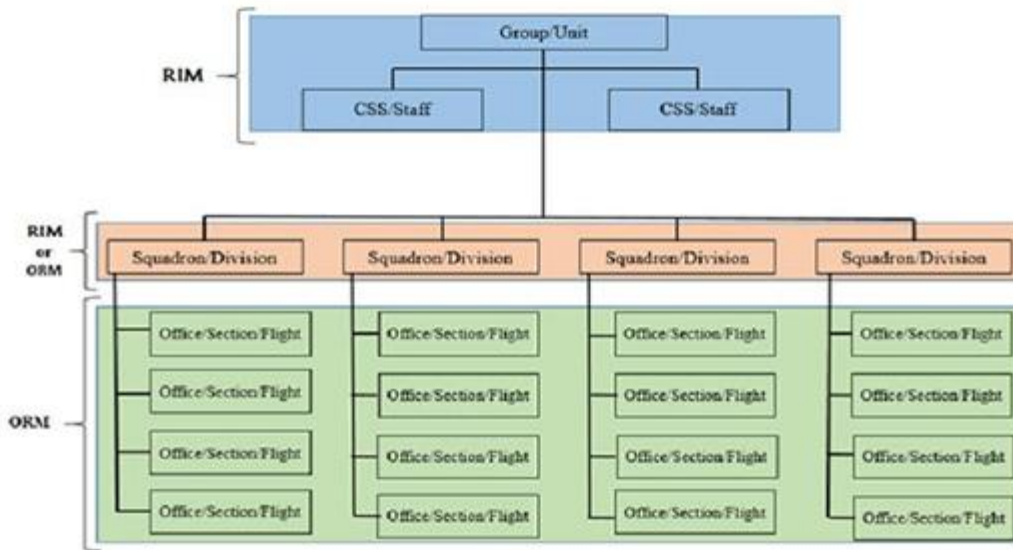 Group/Unit
RIM
CSS/Staff CSS/Staff
RIM
or
ORM
Squadron/Division Squadron/Division Squadron/Division Squadron/Division
Office/Section/Flight Office/Section/Flight Office/Section/Flight Office/Section/Flight
Office/Section/Flight Office/Section/Flight Office/Section/Flight Office/Section/Flight
ORM
Office/Section/Flight Office/Section/Flight Office/Section/Flight Office/Section/Flight
Office/Section/Flight Office/Section/Flight Office/Section/Flight Office/Section/Flight